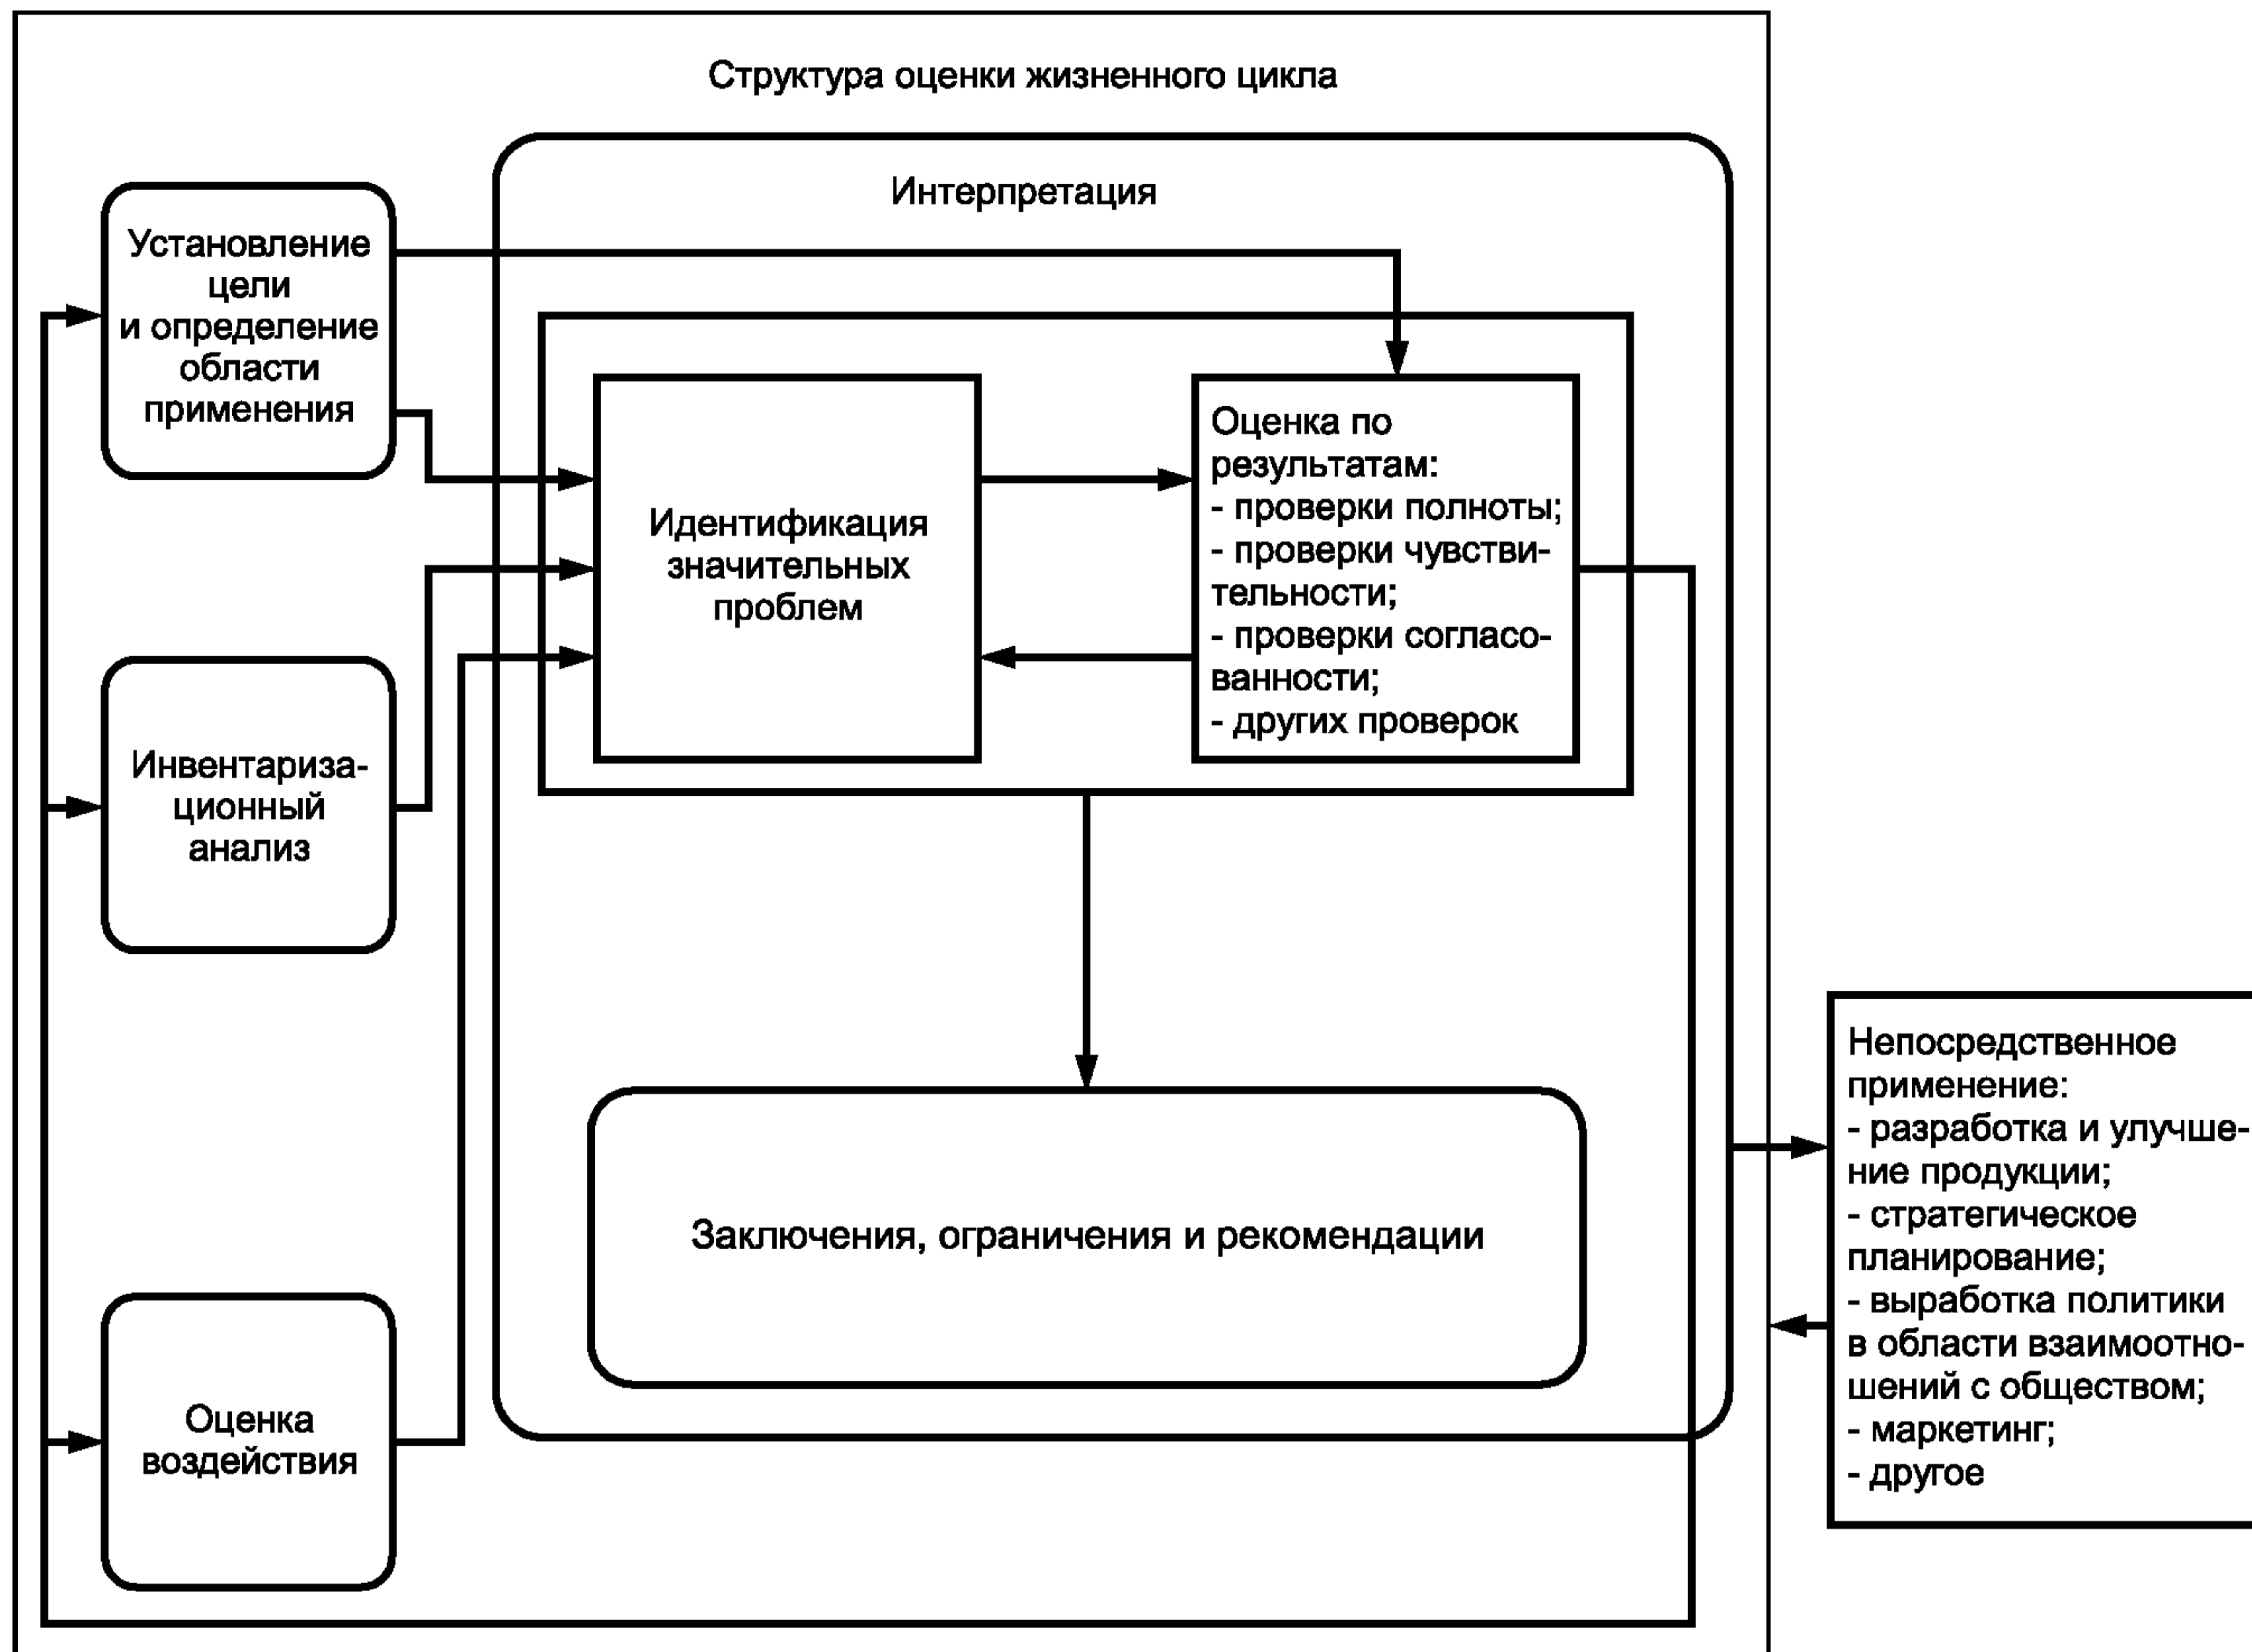 Структура оценки жизненного цикла
Интерпретация
Установление
цели
и определение
области
применения
Идентификация
значительных
проблем
Оценка по
результатам:
- проверки полноты;
- проверки чувстви-
тельности;
- проверки согласо-
ванности;
- других проверок
Инвентариза-
ционный
анализ
Оценка
воздействия
Заключения, ограничения и рекомендации
Непосредственное
применение:
- разработка и улучше-
ние продукции;
- стратегическое
планирование;
- выработка политики
в области взаимоотно-
шений с обществом;
- маркетинг;
- другое